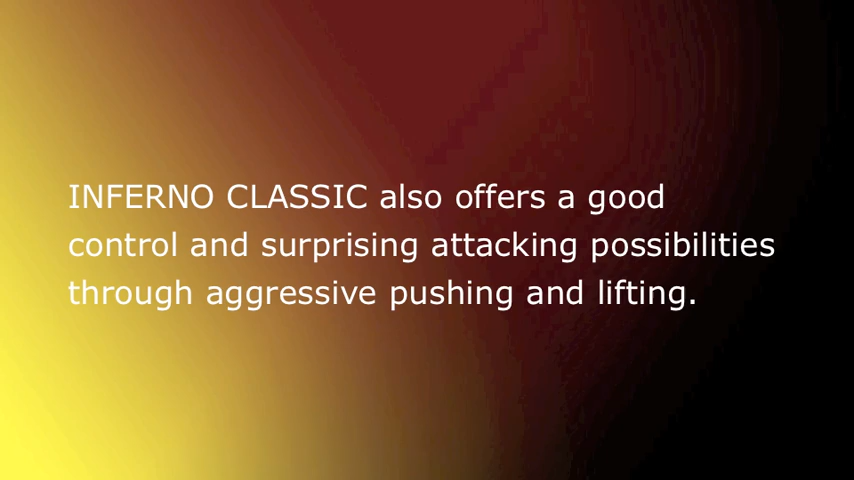 INFERNO CLASSIC also offers a good
control and surprising attacking possibilities
through aggressive pushing and lifting.